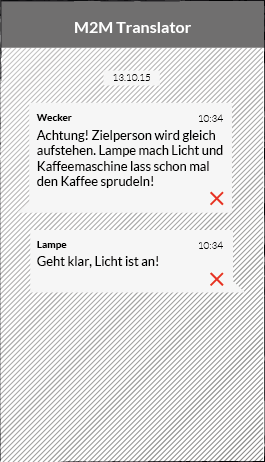 M2M Translator
13.10.15
Wecker 10:34
Achtung! Zielperson wird gleich
aufstehen. Lampe mach Licht und
Kaffeemaschine lass schon mal
den Kaffee sprudeln!
Lampe 10:34
Geht klar, Licht ist an!